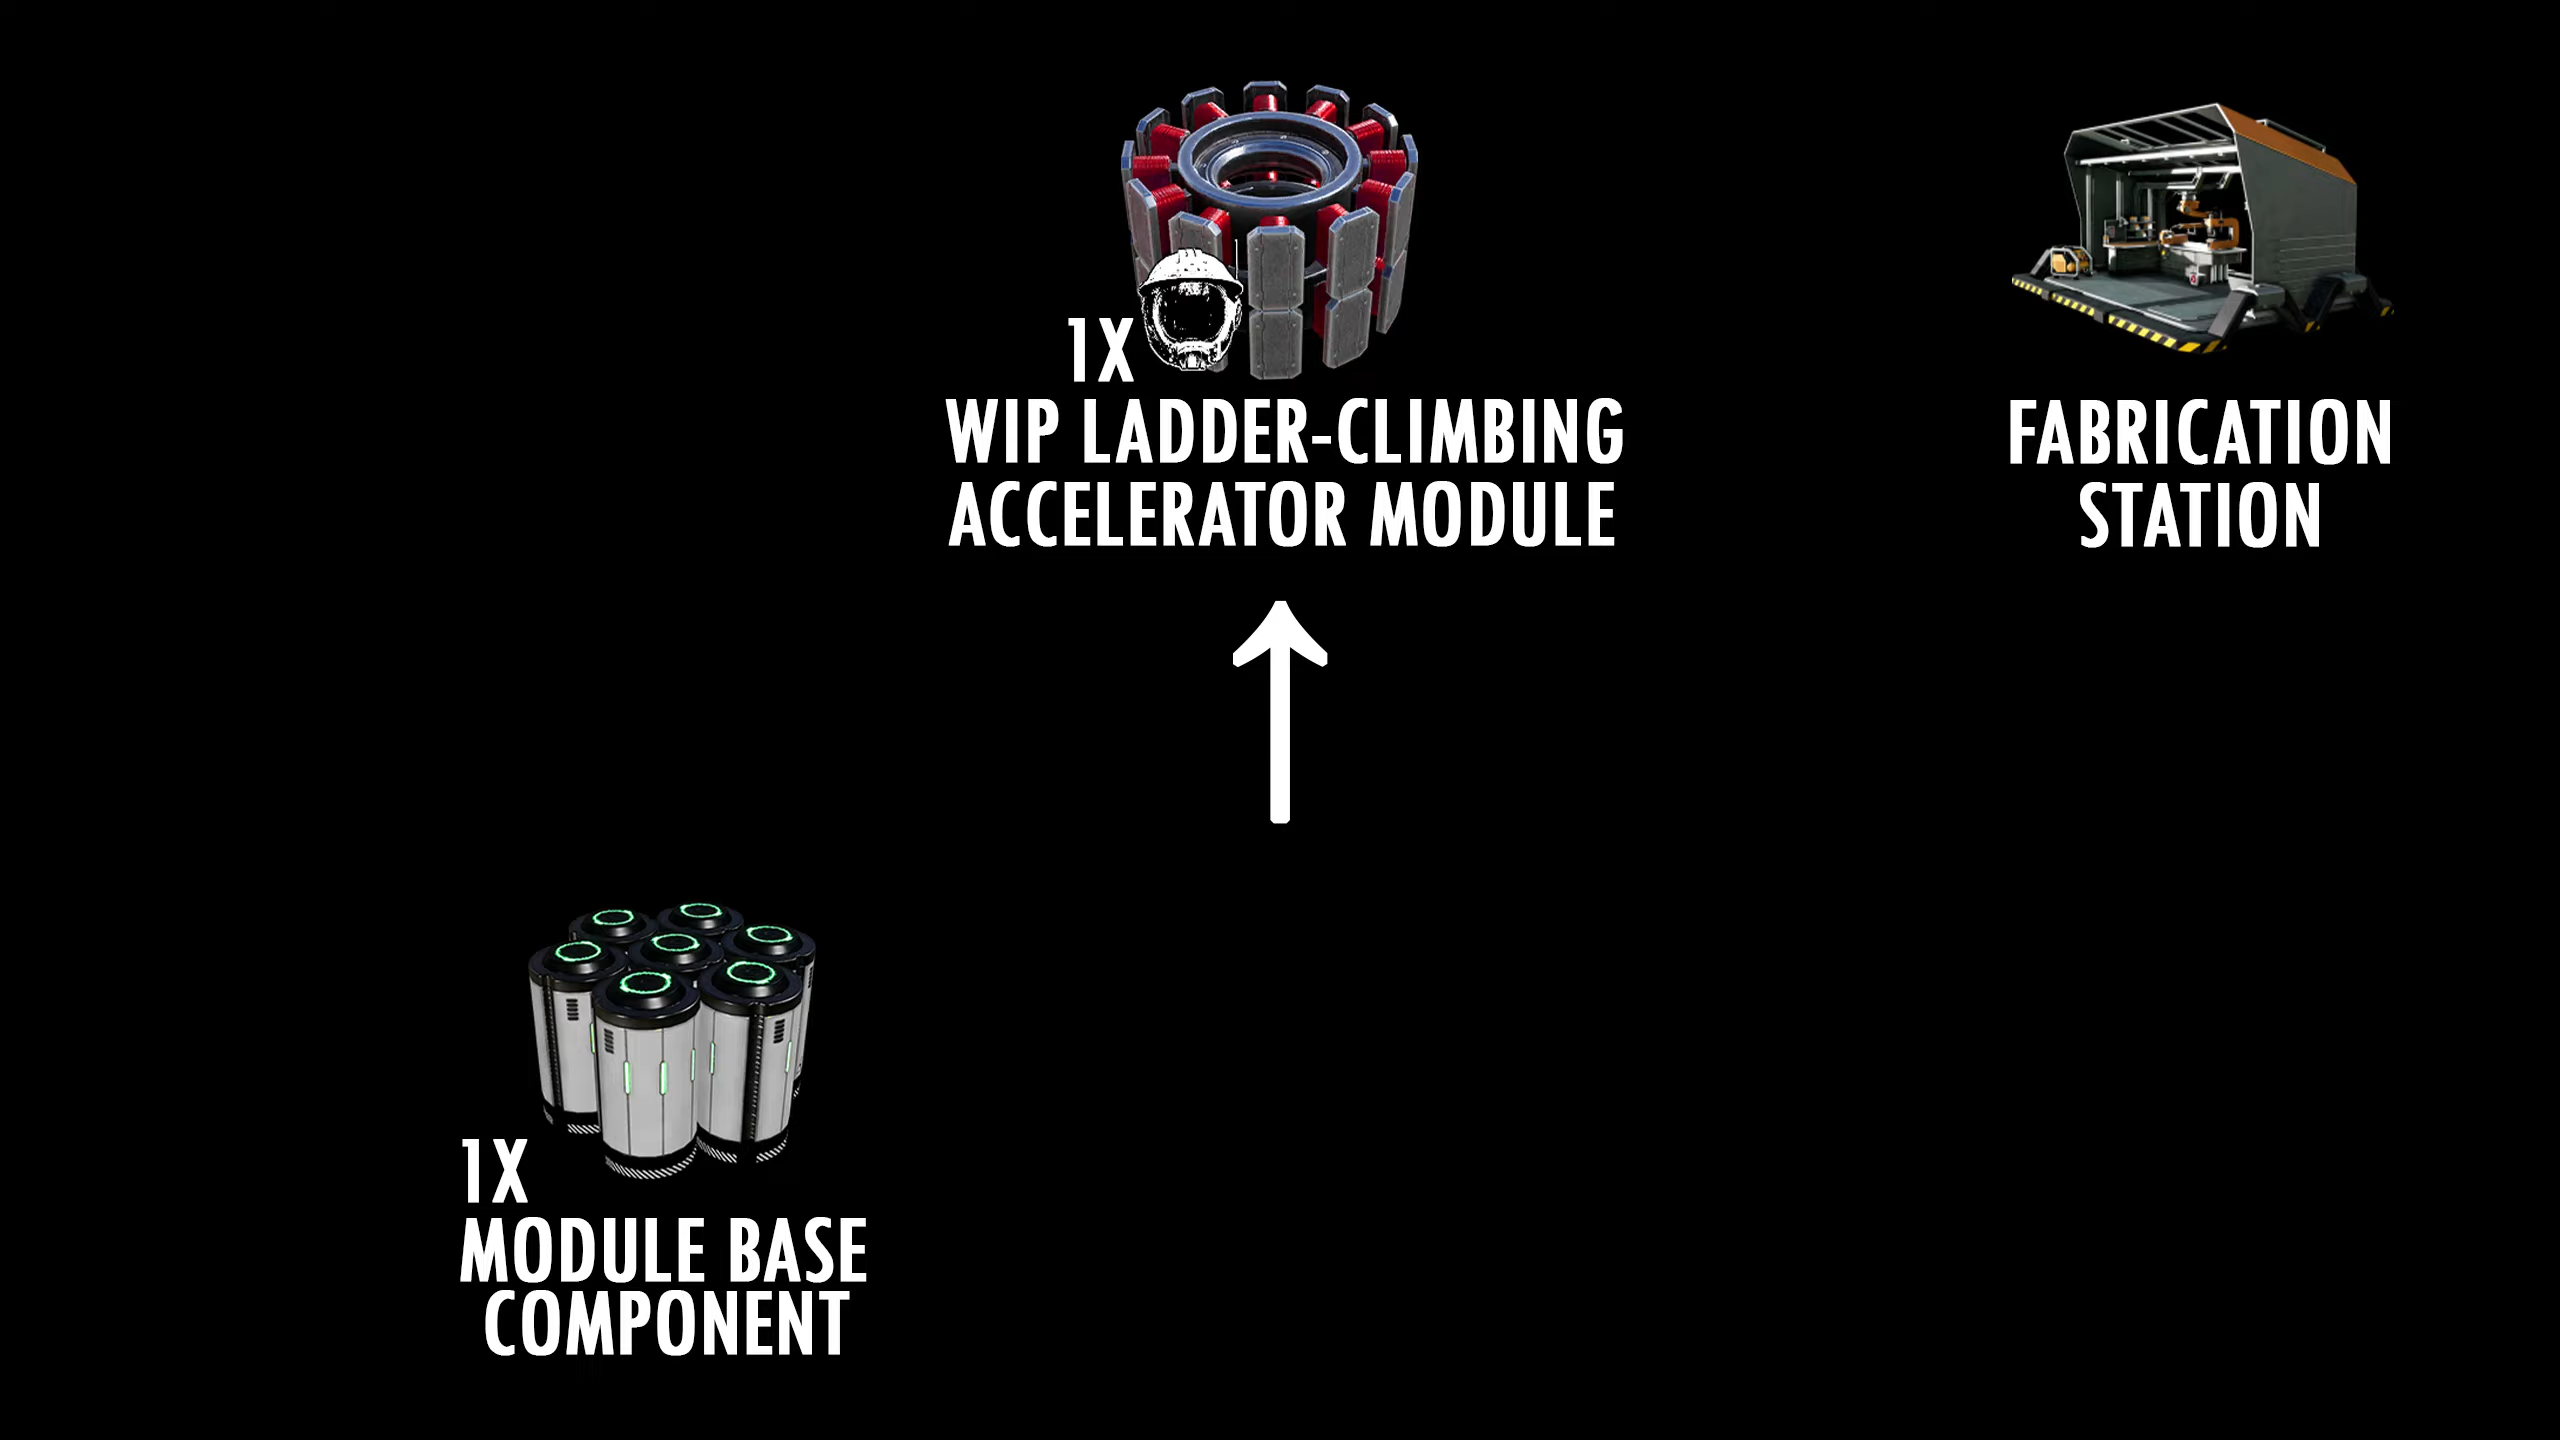 1X
WIP LADDER-CLIMBING
ACCELERATOR MODULE
FABRICATION
STATION
1X
MODULE BASE
COMPONENT